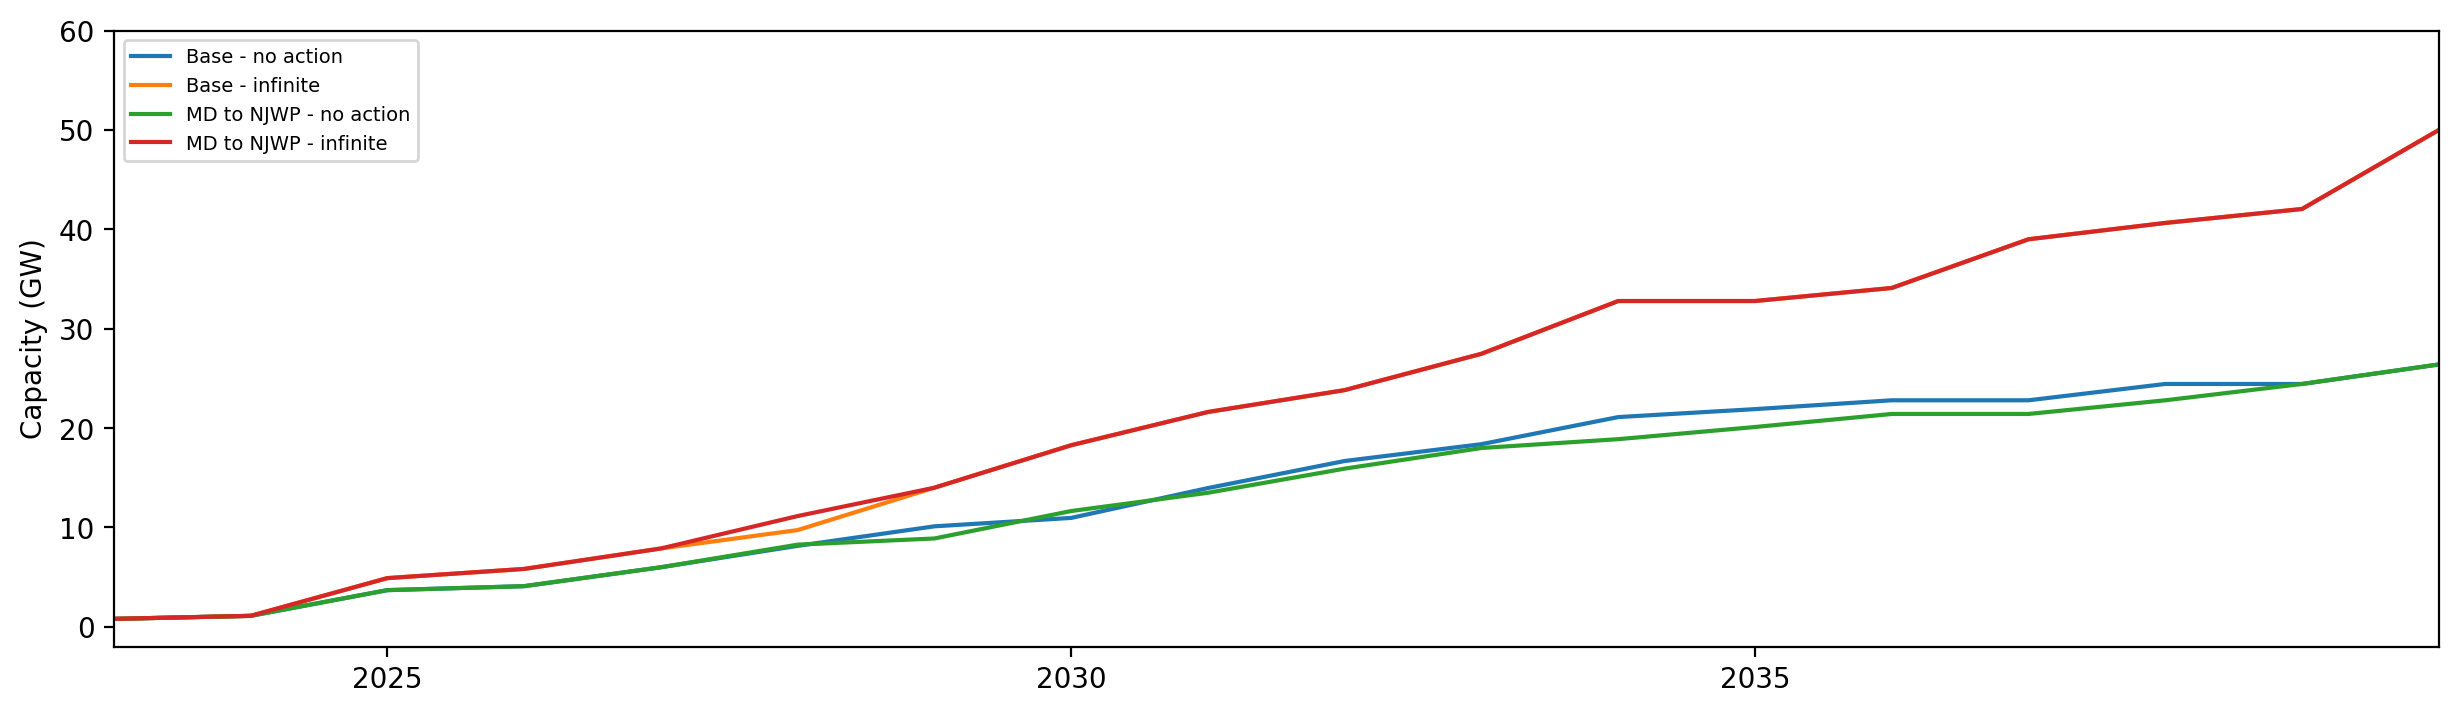 60
50
40
30
20
10
0
Capacity (GW)
Base - no action
Base - infinite
MD to NJWP - no action
MD to NJWP - infinite
2025
2030
2035